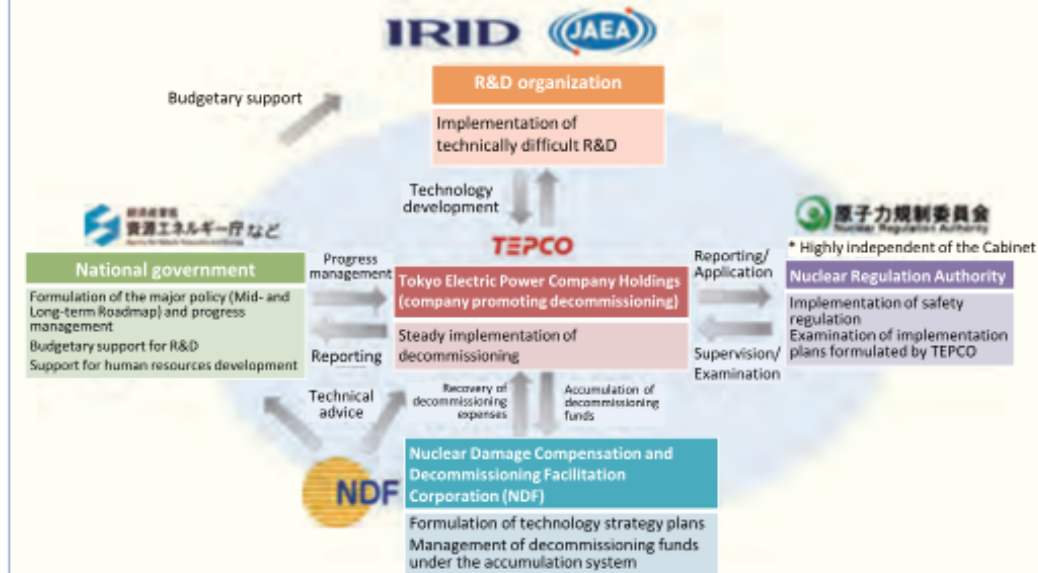 IRID
JAEA
R&D organization
Budgetary support
Implementation of
technically difficult R&D
Technology
development
資源エネルギー庁など
原子力規制委員会
Nuclear Regulation Authority
TEPCO
* Highly independent of the Cabinet
National government
Progress
management
Tokyo Electric Power Company Holdings
(company promoting decommissioning)
Reporting/
Application
Nuclear Regulation Authority
Formulation of the major policy (Mid- and
Long-term Roadmap) and progress
management
Budgetary support for R&D
Support for human resources development
Reporting
Steady implementation of
decommissioning
Supervision/
Examination
Implementation of safety
regulation
Examination of implementation
plans formulated by TEPCO
Technical
advice
Recovery of
decommissioning
expenses
Accumulation of
decommissioning
funds
NDF
Nuclear Damage Compensation and
Decommissioning Facilitation
Corporation (NDF)
Formulation of technology strategy plans
Management of decommissioning funds
under the accumulation system